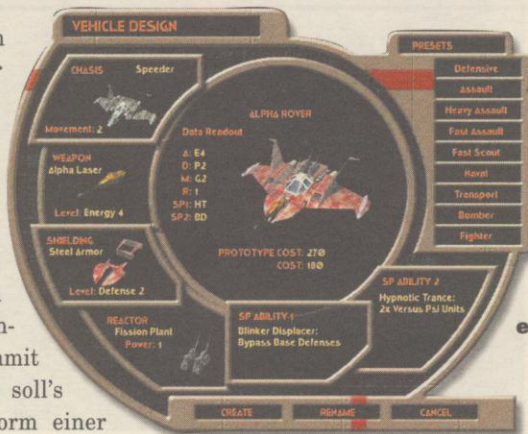 VEHICLE DESIGN
CHASIS Speeder
Movement: 2
WEAPON
Alpha Laser
Level: Energy 4
SHIELDING
Steel Armor
Level: Defense 2
REACTOR
Fission Plant
Power: 1
ALPHA ROVER
Data Readout
A: E4
D: P2
M: G2
R: 1
SP1: HT
SP2: BD
PROTOTYPE COST: 270
COST: 180
SP ABILITY 1
Blinker Displacer:
Bypass Base Defenses
SP ABILITY 2
Hypnotic Trance:
2x Versus Psi Units
PRESETS
Defensive
Assault
Heavy Assault
Fast Assault
Fast Scout
Naval
Transport
Bomber
Fighter
CREATE RENAME CANCEL
amit
soll's
orm einer
e